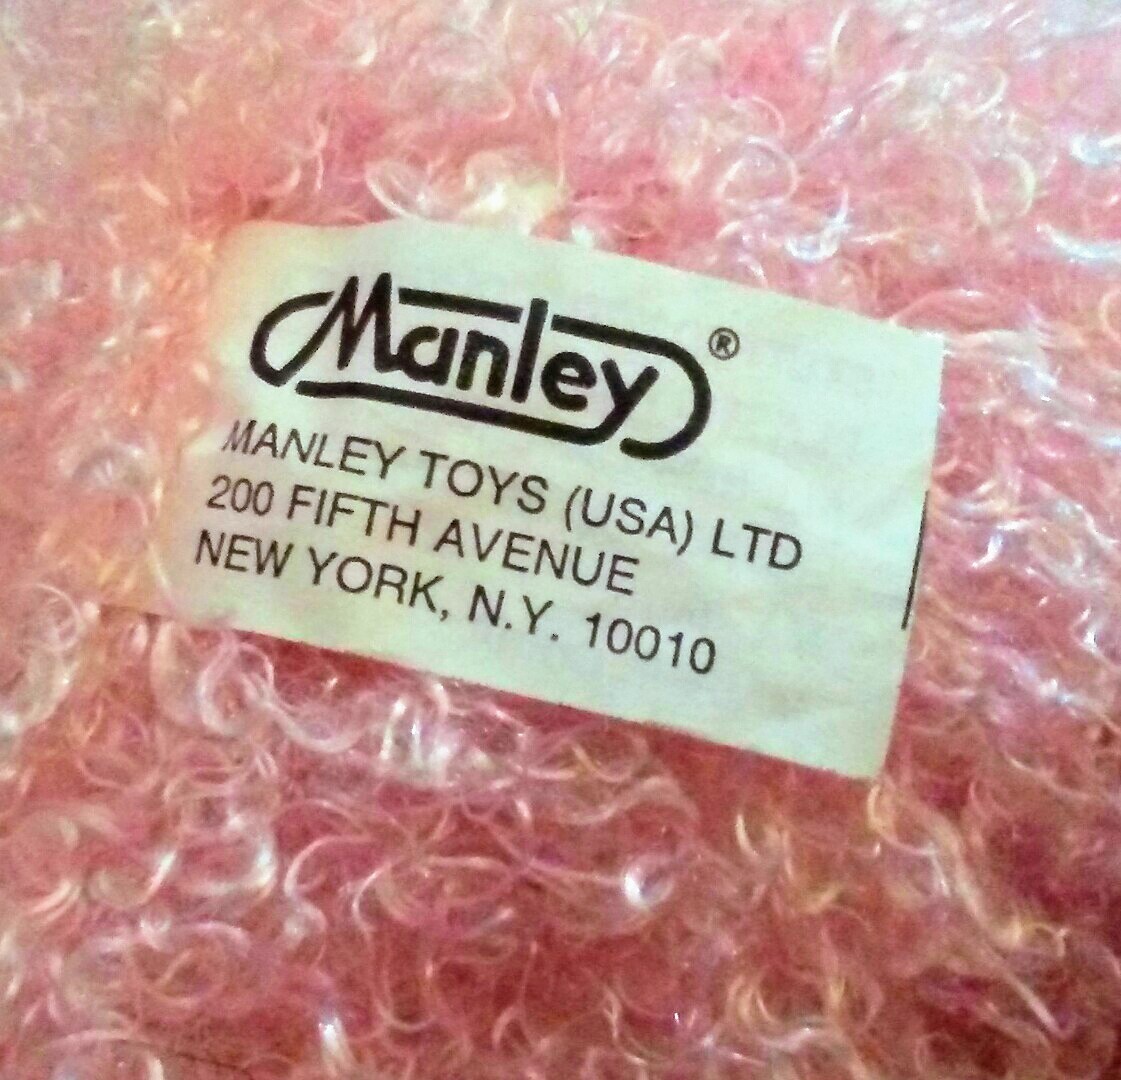 Manley®
MANLEY TOYS (USA) LTD
200 FIFTH AVENUE
NEW YORK, N.Y. 10010